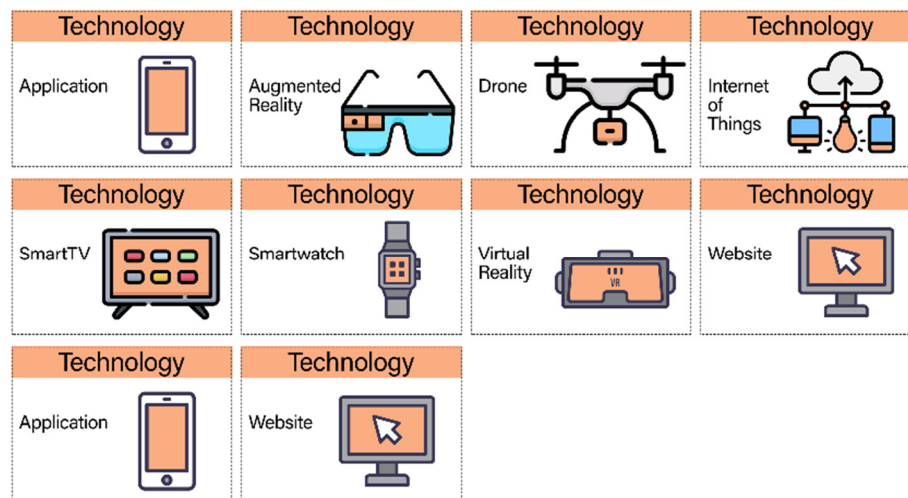 Technology
Application
Technology
Augmented
Reality
Technology
Drone
Technology
Internet
of
Things
Technology
SmartTV
Technology
Smartwatch
Technology
Virtual
Reality
VR
Technology
Website
Technology
Application
Technology
Website